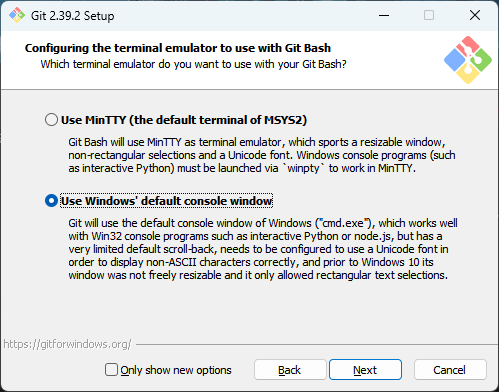 Git 2.39.2 Setup
Configuring the terminal emulator to use with Git Bash
Which terminal emulator do you want to use with your Git Bash?
Use MinTTY (the default terminal of MSYS2)
Git Bash will use MinTTY as terminal emulator, which sports a resizable window,
non-rectangular selections and a Unicode font. Windows console programs (such
as interactive Python) must be launched via `winpty` to work in MinTTY.
Use Windows' default console window
Git will use the default console window of Windows ("cmd.exe"), which works well
with Win32 console programs such as interactive Python or node.js, but has a
very limited default scroll-back, needs to be configured to use a Unicode font in
order to display non-ASCII characters correctly, and prior to Windows 10 its
window was not freely resizable and it only allowed rectangular text selections.
https://gitforwindows.org/
Only show new options
Back
Next
Cancel